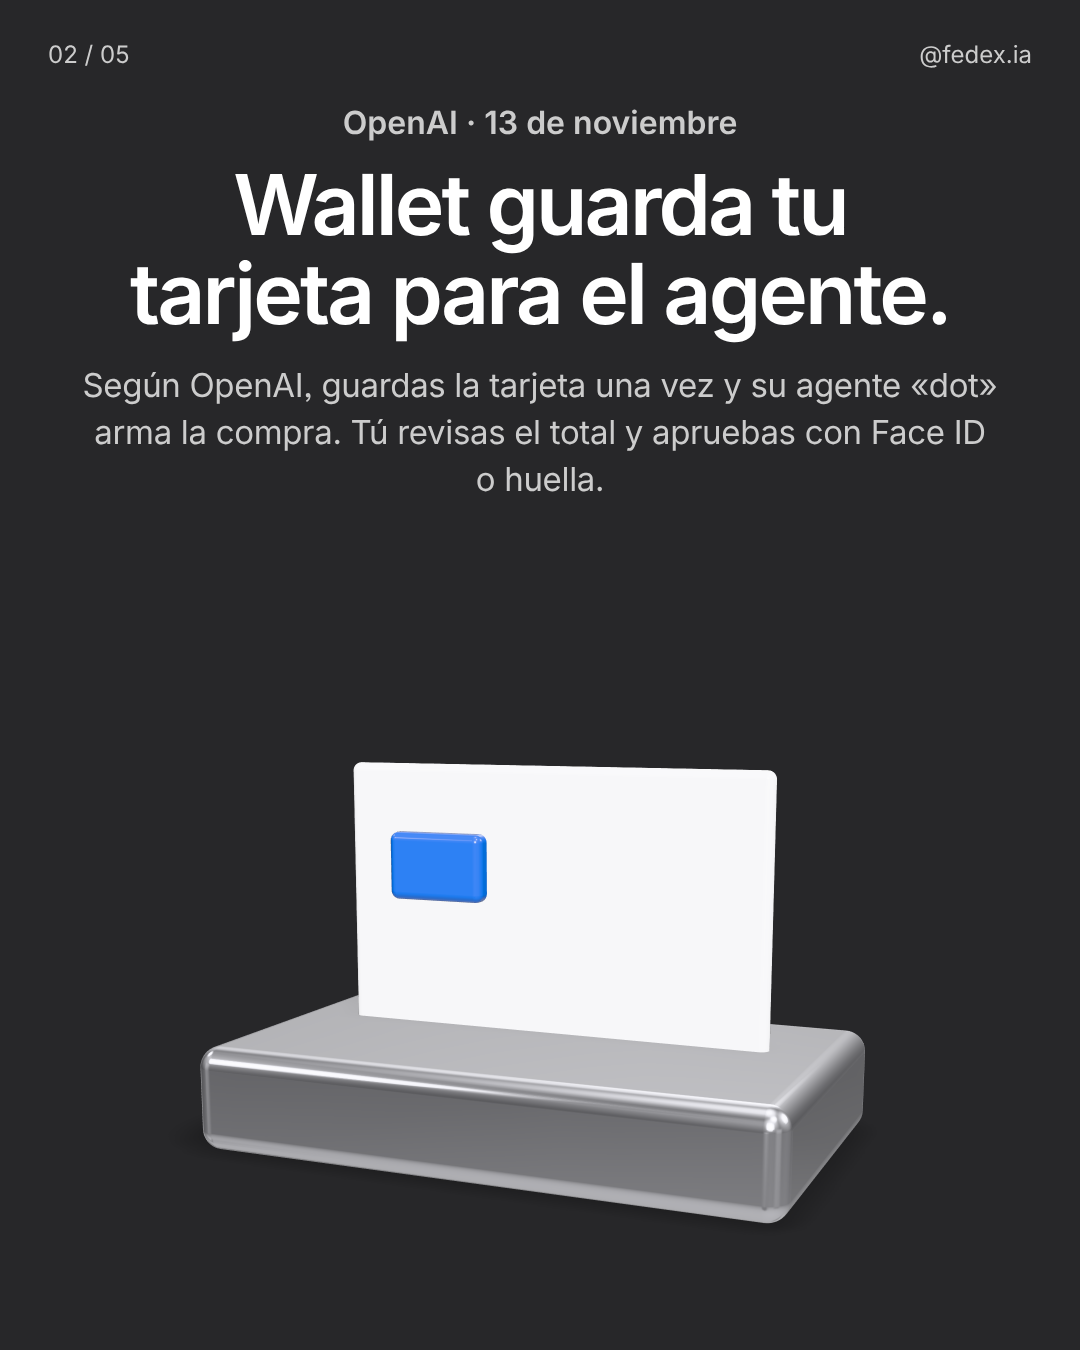 02 / 05
@fedex.ia
OpenAI · 13 de noviembre
Wallet guarda tu
tarjeta para el agente.
Según OpenAI, guardas la tarjeta una vez y su agente «dot»
arma la compra. Tú revisas el total y apruebas con Face ID
o huella.